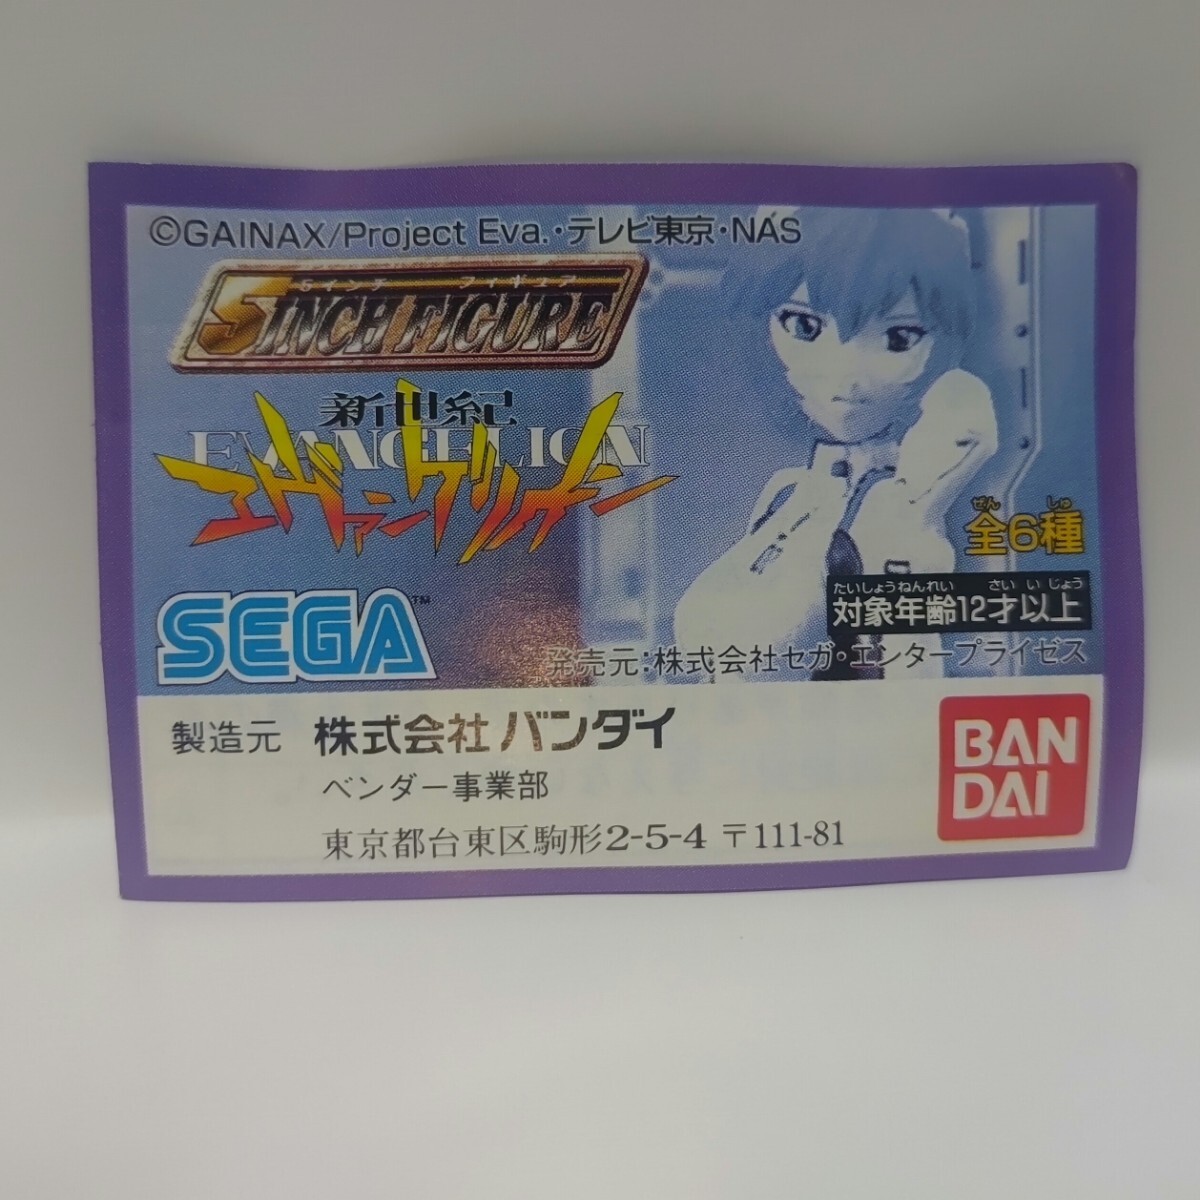 ©GAINAX/Project Eva.・テレビ東京・NAS
5インチ フィギュア
5INCH FIGURE
新世紀
EVANGELION
ヱヴァンゲリオン
ぜん しゅ
全6種
たいしょうねんれい さい いじょう
対象年齢12才以上
SEGA™
発売元:株式会社セガ・エンタープライゼス
製造元 株式会社バンダイ
ベンダー事業部
東京都台東区駒形2-5-4 〒111-81
BAN
DAI